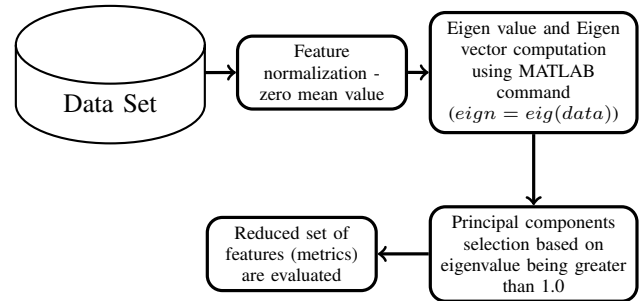 Data Set
Feature
normalization -
zero mean value
Eigen value and Eigen
vector computation
using MATLAB
command
(eign = eig(data))
Principal components
selection based on
eigenvalue being greater
than 1.0
Reduced set of
features (metrics)
are evaluated